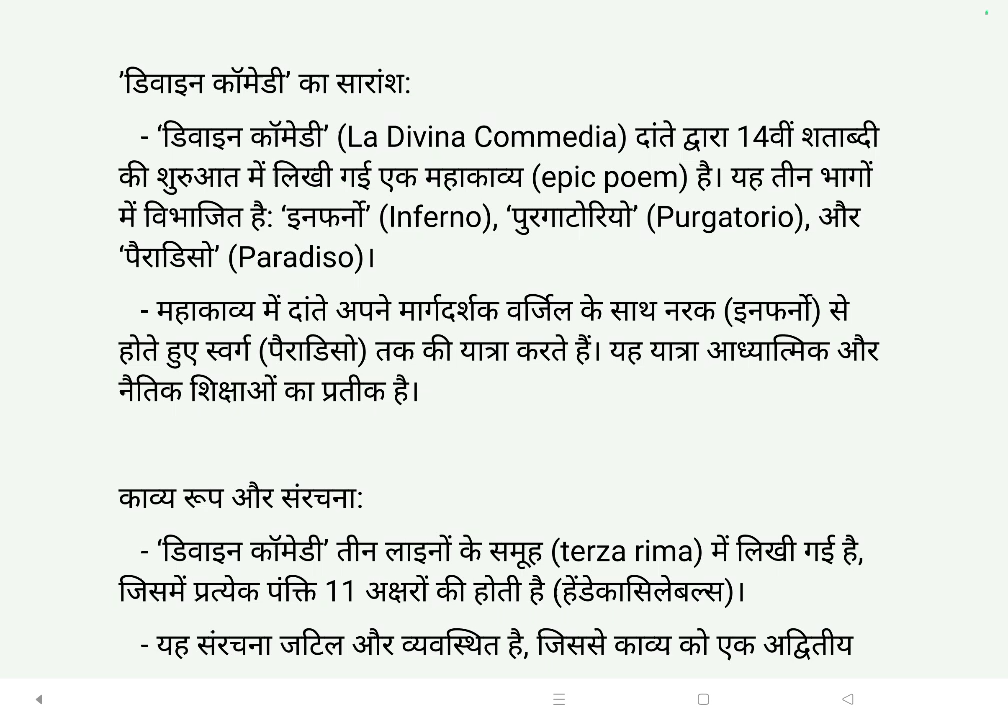 ’डिवाइन कॉमेडी’ का सारांश:
- ‘डिवाइन कॉमेडी’ (La Divina Commedia) दांते द्वारा 14वीं शताब्दी
की शुरुआत में लिखी गई एक महाकाव्य (epic poem) है। यह तीन भागों
में विभाजित है: ‘इनफर्नो’ (Inferno), ‘पुरगाटोरियो’ (Purgatorio), और
‘पैराडिसो’ (Paradiso)।
- महाकाव्य में दांते अपने मार्गदर्शक वर्जिल के साथ नरक (इनफर्नो) से
होते हुए स्वर्ग (पैराडिसो) तक की यात्रा करते हैं। यह यात्रा आध्यात्मिक और
नैतिक शिक्षाओं का प्रतीक है।
काव्य रूप और संरचना:
- ‘डिवाइन कॉमेडी’ तीन लाइनों के समूह (terza rima) में लिखी गई है,
जिसमें प्रत्येक पंक्ति 11 अक्षरों की होती है (हेंडेकासिलेबल्स)।
- यह संरचना जटिल और व्यवस्थित है, जिससे काव्य को एक अद्वितीय